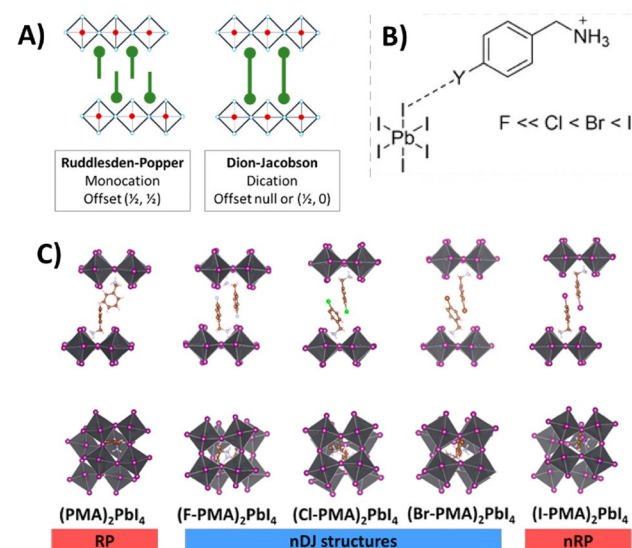 A)
Ruddlesden-Popper
Monocation
Offset (½, ½)
Dion-Jacobson
Dication
Offset null or (½, 0)
B)
+
NH3
Y
I
I I
Pb
I I
I
F << Cl < Br < I
C)
(PMA)2PbI4 (F-PMA)2PbI4 (Cl-PMA)2PbI4 (Br-PMA)2PbI4 (I-PMA)2PbI4
RP nDJ structures nRP